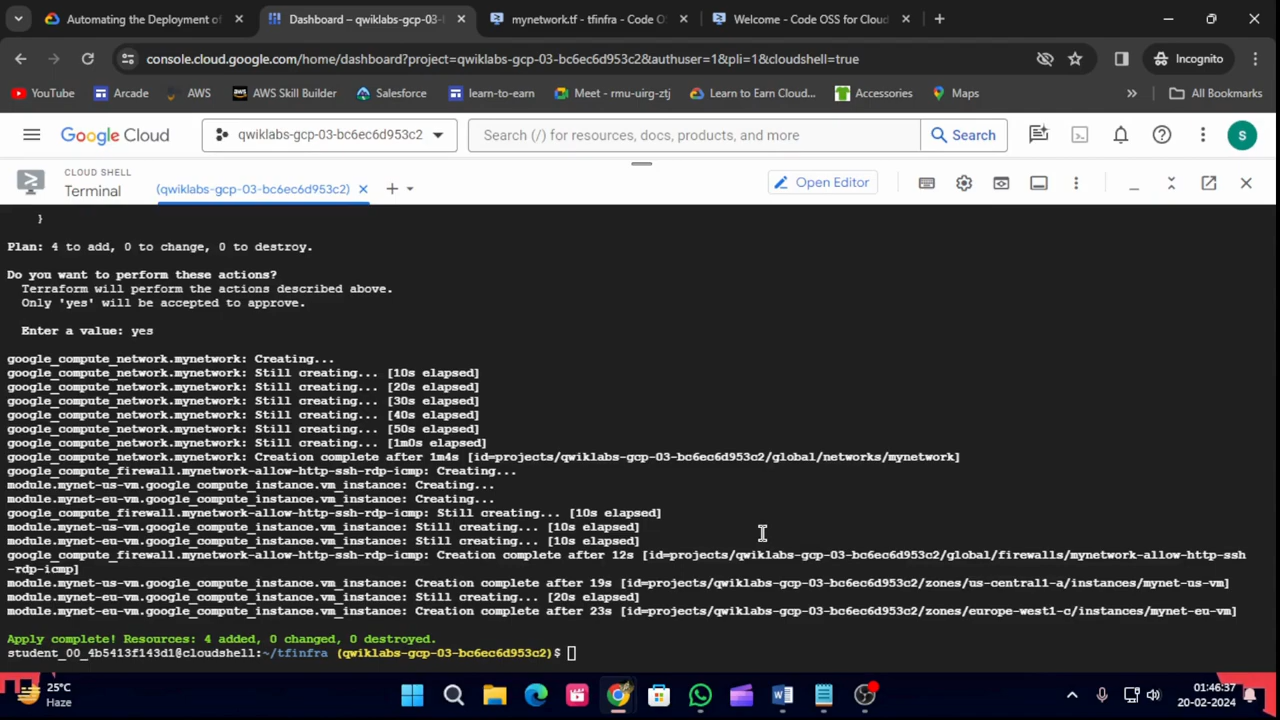 Automating the Deployment of
Dashboard – qwiklabs-gcp-03-
mynetwork.tf - tfinfra - Code O
Welcome - Code OSS for Cloud
console.cloud.google.com/home/dashboard?project=qwiklabs-gcp-03-bc6ec6d953c2&authuser=1&pli=1&cloudshell=true
Incognito
YouTube
Arcade
AWS
AWS Skill Builder
Salesforce
learn-to-earn
Meet - rmu-uirg-ztj
Learn to Earn Cloud...
Accessories
Maps
All Bookmarks
Google Cloud
qwiklabs-gcp-03-bc6ec6d953c2
Search (/) for resources, docs, products, and more
Search
S
CLOUD SHELL
Terminal
(qwiklabs-gcp-03-bc6ec6d953c2)
Open Editor
}
Plan: 4 to add, 0 to change, 0 to destroy.
Do you want to perform these actions?
Terraform will perform the actions described above.
Only 'yes' will be accepted to approve.
Enter a value: yes
google_compute_network.mynetwork: Creating...
google_compute_network.mynetwork: Still creating... [10s elapsed]
google_compute_network.mynetwork: Still creating... [20s elapsed]
google_compute_network.mynetwork: Still creating... [30s elapsed]
google_compute_network.mynetwork: Still creating... [40s elapsed]
google_compute_network.mynetwork: Still creating... [50s elapsed]
google_compute_network.mynetwork: Still creating... [1m0s elapsed]
google_compute_network.mynetwork: Creation complete after 1m4s [id=projects/qwiklabs-gcp-03-bc6ec6d953c2/global/networks/mynetwork]
google_compute_firewall.mynetwork-allow-http-ssh-rdp-icmp: Creating...
module.mynet-us-vm.google_compute_instance.vm_instance: Creating...
module.mynet-eu-vm.google_compute_instance.vm_instance: Creating...
google_compute_firewall.mynetwork-allow-http-ssh-rdp-icmp: Still creating... [10s elapsed]
module.mynet-us-vm.google_compute_instance.vm_instance: Still creating... [10s elapsed]
module.mynet-eu-vm.google_compute_instance.vm_instance: Still creating... [10s elapsed]
google_compute_firewall.mynetwork-allow-http-ssh-rdp-icmp: Creation complete after 12s [id=projects/qwiklabs-gcp-03-bc6ec6d953c2/global/firewalls/mynetwork-allow-http-ssh
-rdp-icmp]
module.mynet-us-vm.google_compute_instance.vm_instance: Creation complete after 19s [id=projects/qwiklabs-gcp-03-bc6ec6d953c2/zones/us-central1-a/instances/mynet-us-vm]
module.mynet-eu-vm.google_compute_instance.vm_instance: Still creating... [20s elapsed]
module.mynet-eu-vm.google_compute_instance.vm_instance: Creation complete after 23s [id=projects/qwiklabs-gcp-03-bc6ec6d953c2/zones/europe-west1-c/instances/mynet-eu-vm]
Apply complete! Resources: 4 added, 0 changed, 0 destroyed.
student_00_4b5413f143d1@cloudshell:~/tfinfra (qwiklabs-gcp-03-bc6ec6d953c2)$
25°C
Haze
01:46:37
20-02-2024